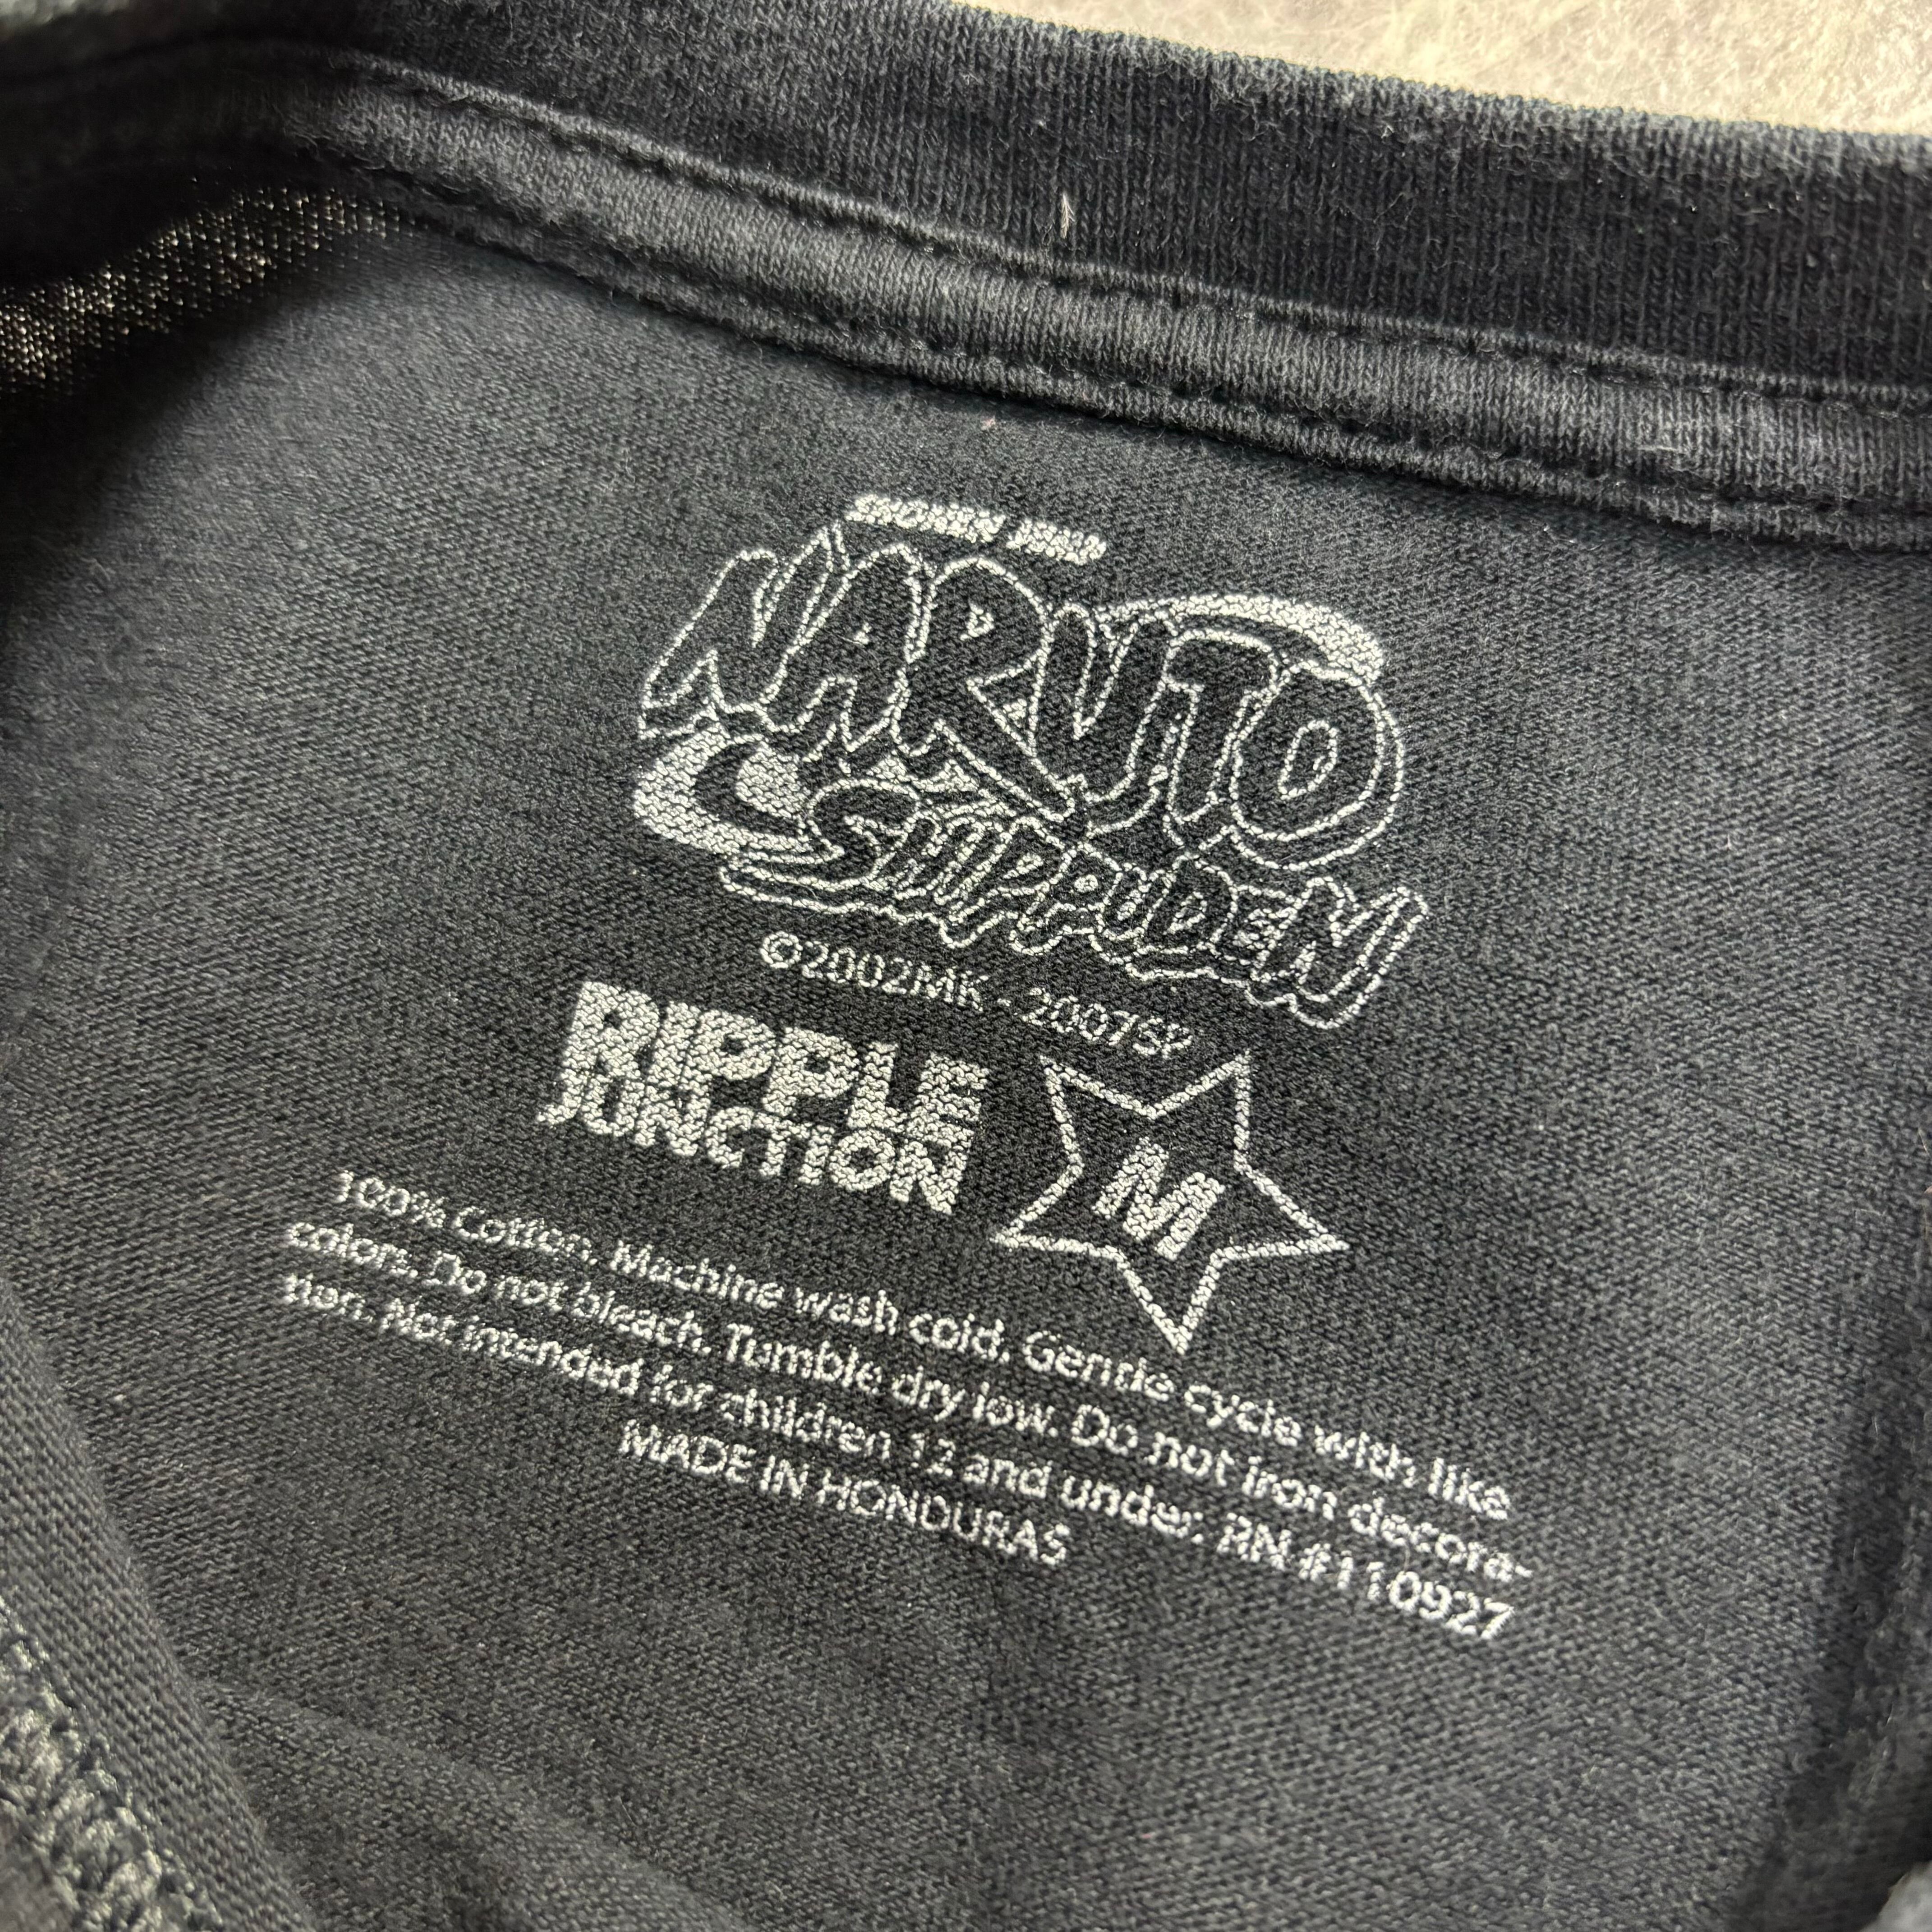 SHONEN JUMP
NARUTO
SHIPPUDEN
©2002MK - 2007SP
RIPPLE
JUNCTION
M
100% Cotton. Machine wash cold. Gentle cycle with like
colors. Do not bleach. Tumble dry low. Do not iron decora-
tion. Not intended for children 12 and under. RN #110927
MADE IN HONDURAS